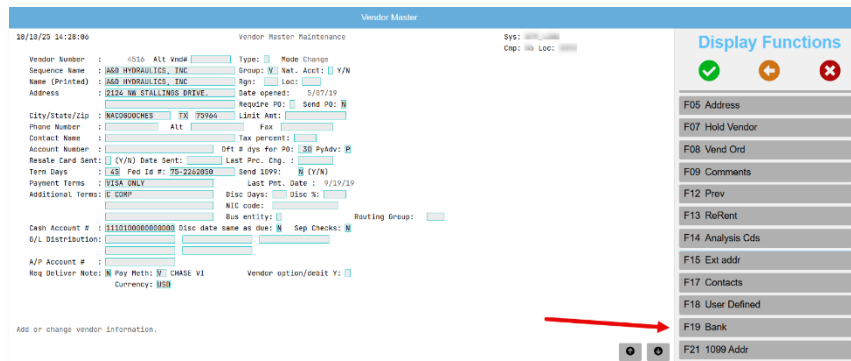 Vendor Master
10/10/25 14:28:06 Vendor Master Maintenance Sys:
Cmp: Loc:
Display Functions
Vendor Number : 4516 Alt Vnd# Type: Mode Change
Sequence Name : A&O HYDRAULICS, INC Group: V Nat. Acct: Y/N
Name (Printed) : A&O HYDRAULICS, INC Rgn: Loc:
Address : 2124 NW STALLINGS DRIVE. Date opened: 5/07/19
Require PO: Send PO: N
City/State/Zip : NACOGDOCHES TX 75964 Limit Amt:
Phone Number : Alt Fax
Contact Name : Tax percent:
Account Number : Dft # dys for PO: 30 PyAdv: P
Resale Card Sent: (Y/N) Date Sent: Last Prc. Chg. :
Term Days : 45 Fed Id #: 75-2262050 Send 1099: N (Y/N)
Payment Terms : VISA ONLY Last Pmt. Date : 9/19/19
Additional Terms: C CORP Disc Days: Disc %:
NIC code:
Bus entity: Routing Group:
Cash Account # : 1110100000000000 Disc date same as due: N Sep Checks: N
G/L Distribution:
A/P Account # :
Req Deliver Note: N Pay Meth: V CHASE VI Vendor option/debit Y:
Currency: USD
Add or change vendor information.
F05 Address
F07 Hold Vendor
F08 Vend Ord
F09 Comments
F12 Prev
F13 ReRent
F14 Analysis Cds
F15 Ext addr
F17 Contacts
F18 User Defined
F19 Bank
F21 1099 Addr